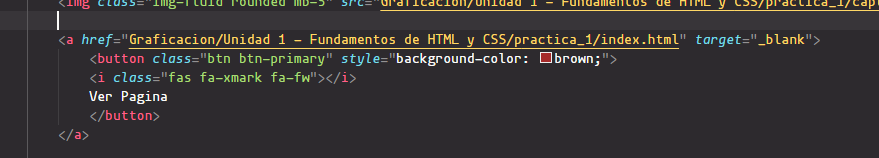 <img class="img-fluid rounded mb-5" src="Graficacion/Unidad 1 - Fundamentos de HTML y CSS/practica_1/cap
<a href="Graficacion/Unidad 1 - Fundamentos de HTML y CSS/practica_1/index.html" target="_blank">
<button class="btn btn-primary" style="background-color: brown;">
<i class="fas fa-xmark fa-fw"></i>
Ver Pagina
</button>
</a>